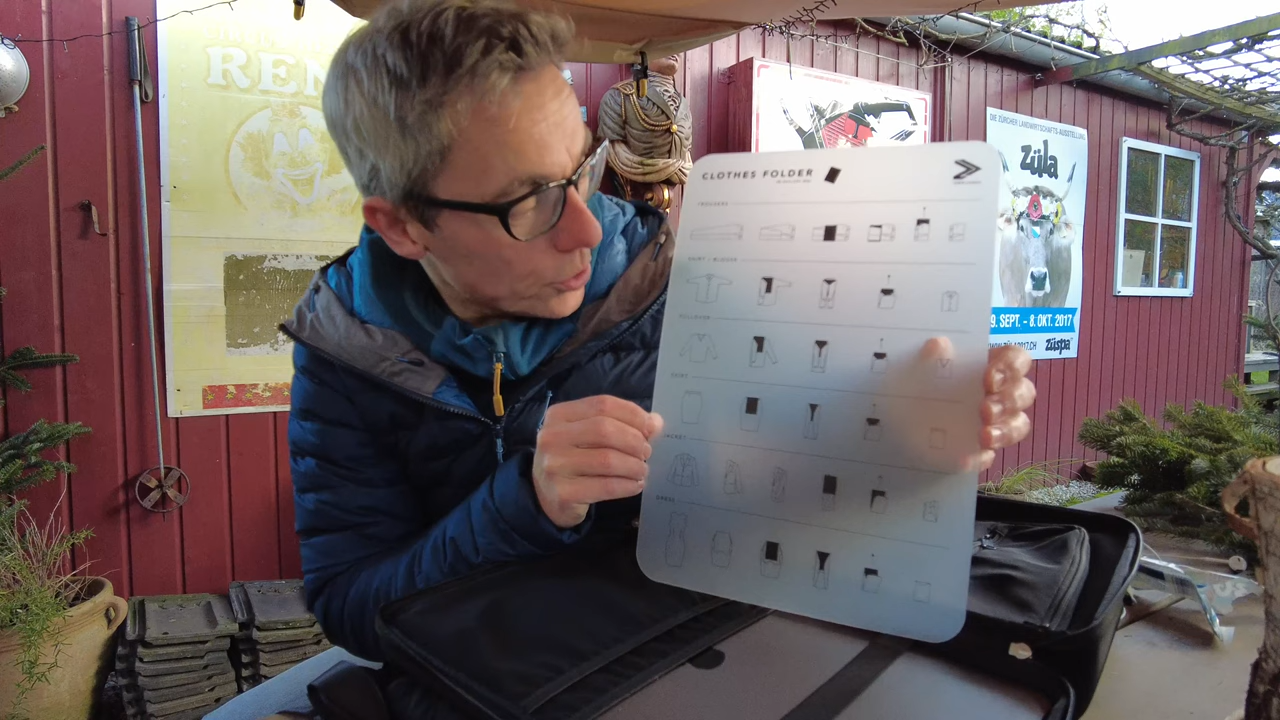 REN
CLOTHES FOLDER
TROUSERS
SHIRT / BLOUSE
PULLOVER
SKIRT
JACKET
DRESS
DIE ZÜRCHER LANDWIRTSCHAFTS-AUSSTELLUNG
Züla
9. SEPT. - 8. OKT. 2017
züspa